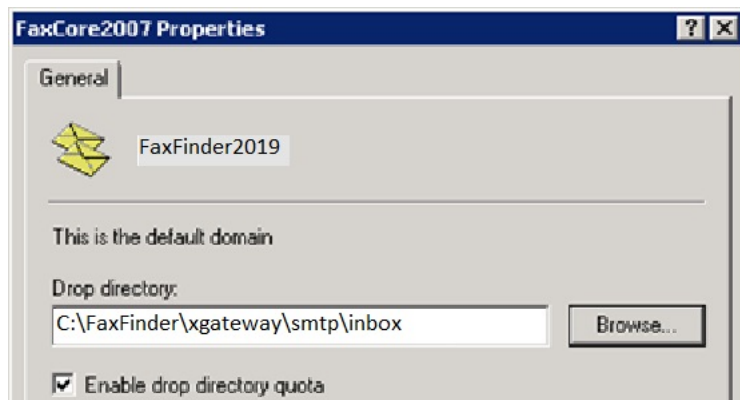 FaxCore2007 Properties
General
FaxFinder2019
This is the default domain
Drop directory:
C:\FaxFinder\xgateway\smtp\inbox
Browse...
Enable drop directory quota